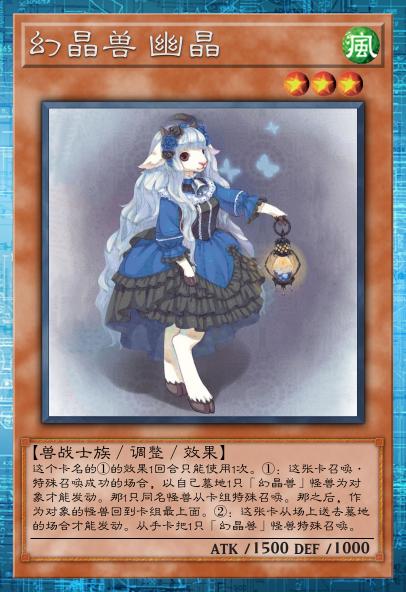 幻晶兽 幽晶
風
【兽战士族 / 调整 / 效果】
这个卡名的①的效果1回合只能使用1次。①：这张卡召唤·
特殊召唤成功的场合，以自己墓地1只「幻晶兽」怪兽为对
象才能发动。那1只同名怪兽从卡组特殊召唤。那之后，作
为对象的怪兽回到卡组最上面。②：这张卡从场上送去墓地
的场合才能发动。从手卡把1只「幻晶兽」怪兽特殊召唤。
ATK /1500 DEF /1000